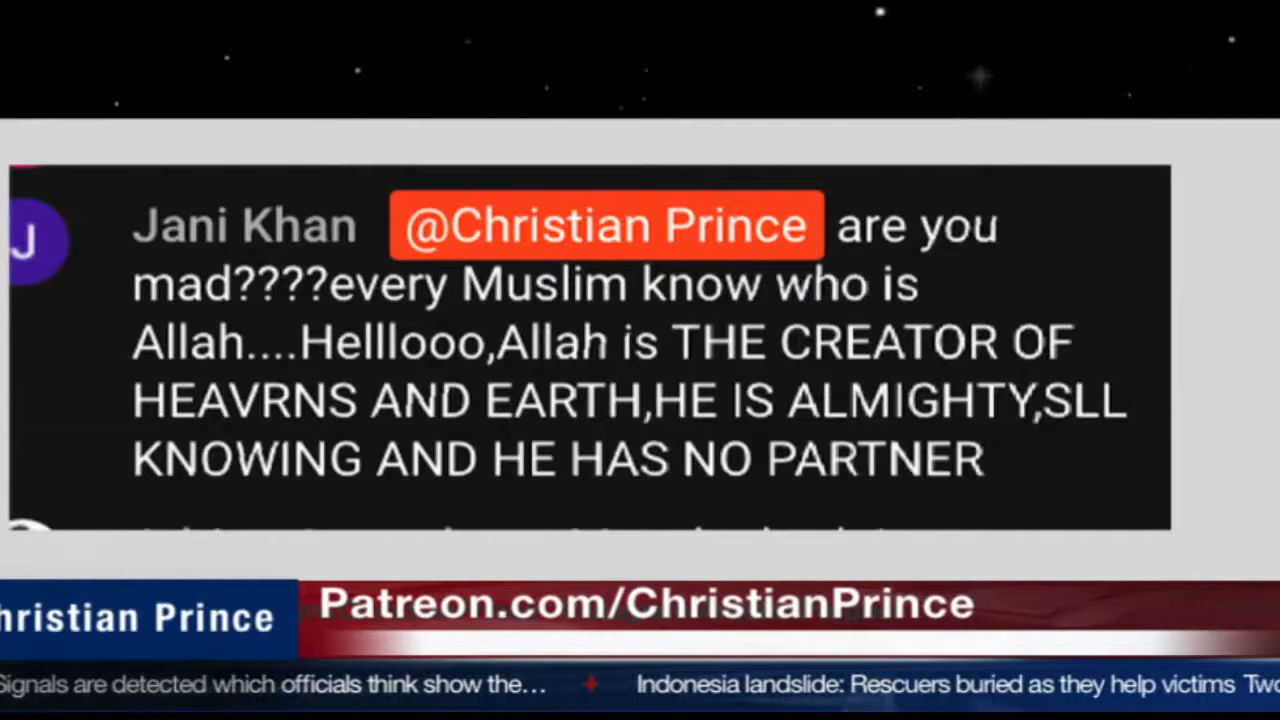 J
Jani Khan @Christian Prince are you
mad????every Muslim know who is
Allah....Helllooo,Allah is THE CREATOR OF
HEAVRNS AND EARTH,HE IS ALMIGHTY,SLL
KNOWING AND HE HAS NO PARTNER
hristian Prince
Patreon.com/ChristianPrince
Signals are detected which officials think show the... + Indonesia landslide: Rescuers buried as they help victims Two